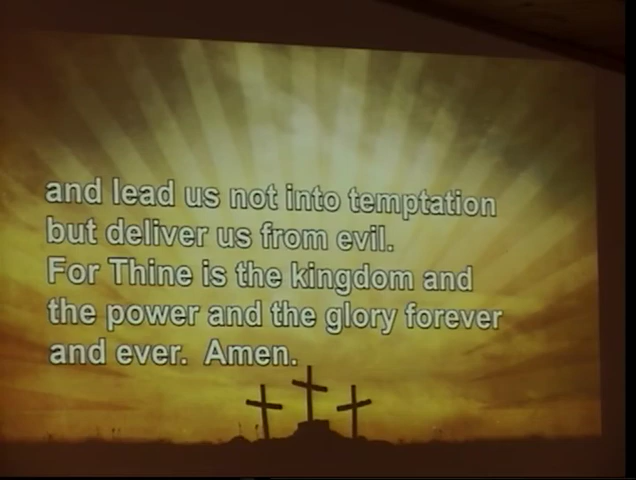 and lead us not into temptation
but deliver us from evil.
For Thine is the kingdom and
the power and the glory forever
and ever. Amen.